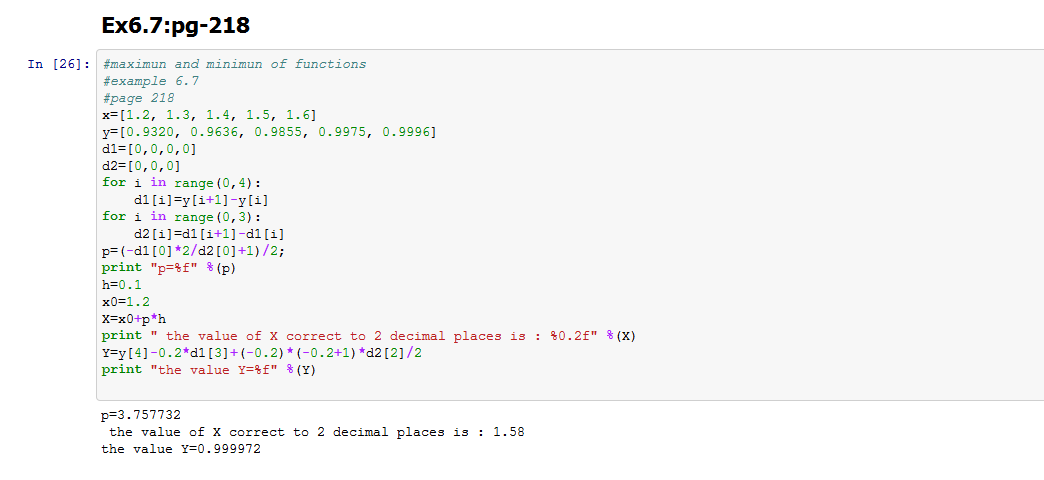 Ex6.7:pg-218
In [26]: #maximun and minimun of functions
#example 6.7
#page 218
x=[1.2, 1.3, 1.4, 1.5, 1.6]
y=[0.9320, 0.9636, 0.9855, 0.9975, 0.9996]
d1=[0,0,0,0]
d2=[0,0,0]
for i in range(0,4):
    d1[i]=y[i+1]-y[i]
for i in range(0,3):
    d2[i]=d1[i+1]-d1[i]
p=(-d1[0]*2/d2[0]+1)/2;
print "p=%f" %(p)
h=0.1
x0=1.2
X=x0+p*h
print " the value of X correct to 2 decimal places is : %0.2f" %(X)
Y=y[4]-0.2*d1[3]+(-0.2)*(-0.2+1)*d2[2]/2
print "the value Y=%f" %(Y)
p=3.757732
 the value of X correct to 2 decimal places is : 1.58
the value Y=0.999972